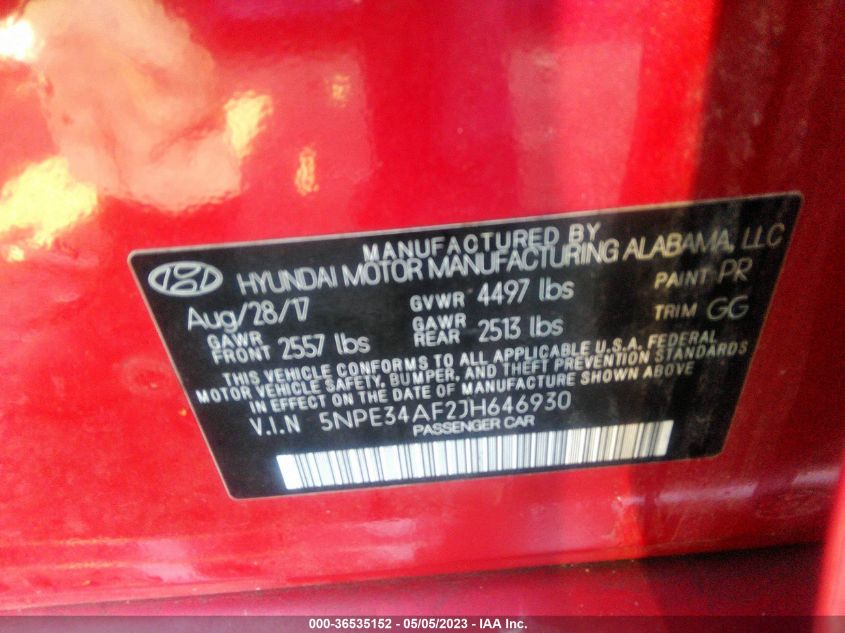 MANUFACTURED BY
HYUNDAI MOTOR MANUFACTURING ALABAMA, LLC
Aug/28/17 GVWR 4497 lbs PAINT PR
GAWR FRONT 2557 lbs GAWR REAR 2513 lbs TRIM GG
THIS VEHICLE CONFORMS TO ALL APPLICABLE U.S.A. FEDERAL
MOTOR VEHICLE SAFETY, BUMPER, AND THEFT PREVENTION STANDARDS
IN EFFECT ON THE DATE OF MANUFACTURE SHOWN ABOVE
V.I.N 5NPE34AF2JH646930
PASSENGER CAR
000-36535152 - 05/05/2023 - IAA Inc.